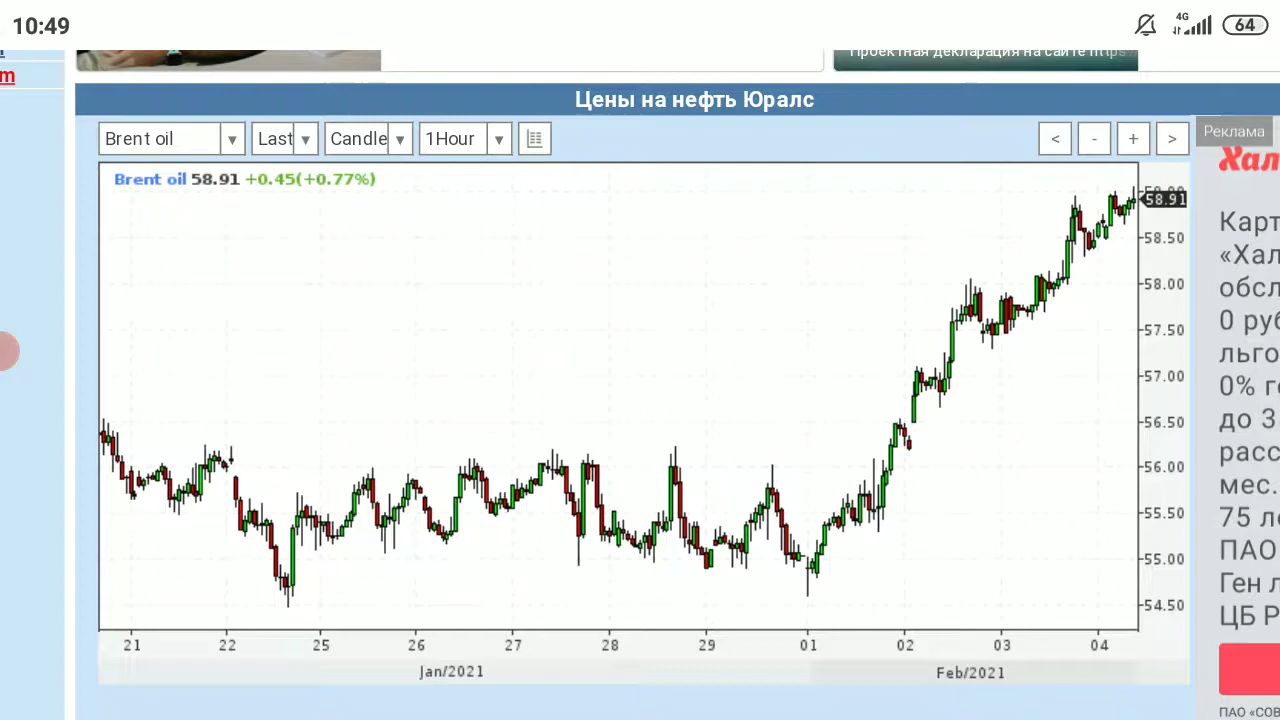 10:49
4G
64
m
Проектная декларация на сайте https
Цены на нефть Юралс
Brent oil
Last
Candle
1Hour
<
-
+
>
Реклама
Хал
Brent oil 58.91 +0.45(+0.77%)
58.91
58.50
58.00
57.50
57.00
56.50
56.00
55.50
55.00
54.50
21
22
25
26
27
28
29
01
02
03
04
Jan/2021
Feb/2021
Карт
«Хал
обсл
0 руб
льго
0% го
до 3
расс
мес.
75 ло
ПАО
Ген л
ЦБ Р
ПАО «СОВ